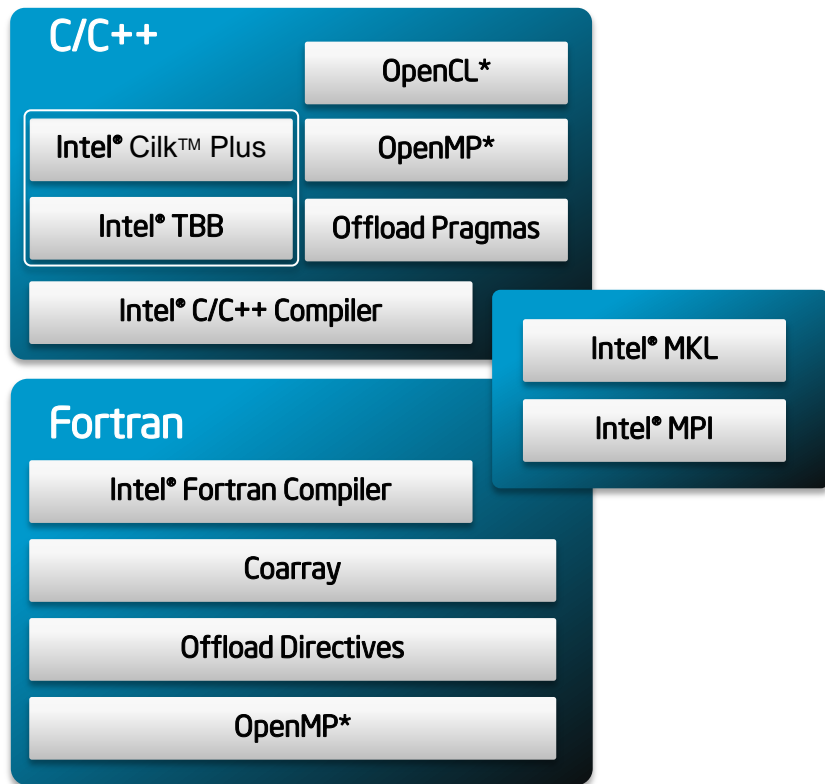 C/C++
OpenCL*
Intel® Cilk™ Plus
OpenMP*
Intel® TBB
Offload Pragmas
Intel® C/C++ Compiler
Intel® MKL
Intel® MPI
Fortran
Intel® Fortran Compiler
Coarray
Offload Directives
OpenMP*